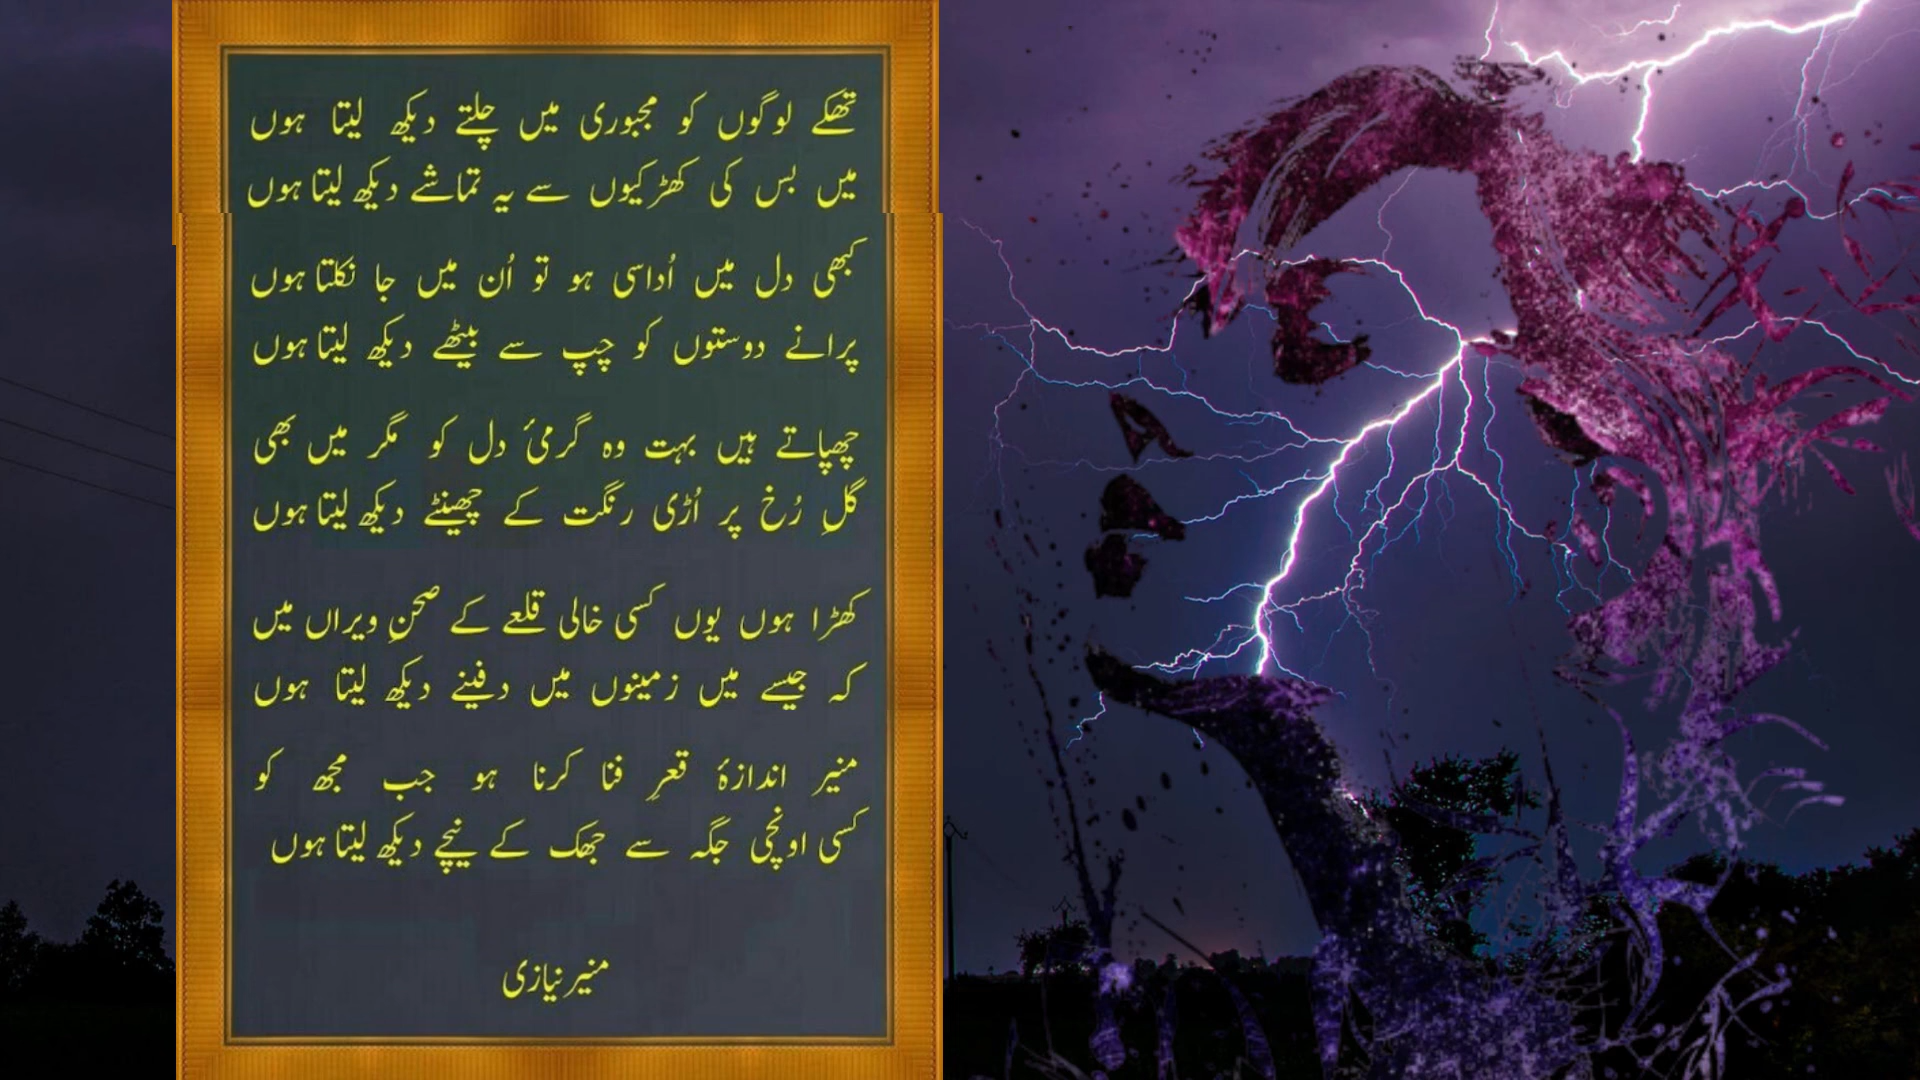 تھکے لوگوں کو مجبوری میں چلتے دیکھ لیتا ہوں
میں بس کی کھڑکیوں سے یہ تماشے دیکھ لیتا ہوں
کبھی دل میں اُداسی ہو تو اُن میں جا نکلتا ہوں
پرانے دوستوں کو چپ سے بیٹھے دیکھ لیتا ہوں
چھپاتے ہیں بہت وہ گرمیٔ دل کو مگر میں بھی
گلِ رُخ پر اُڑی رنگت کے چھینٹے دیکھ لیتا ہوں
کھڑا ہوں یوں کسی خالی قلعے کے صحنِ ویراں میں
کہ جیسے میں زمینوں میں دفینے دیکھ لیتا ہوں
منیر اندازۂ قعرِ فنا کرنا ہو جب مجھ کو
کسی اونچی جگہ سے جھک کے نیچے دیکھ لیتا ہوں
منیر نیازی